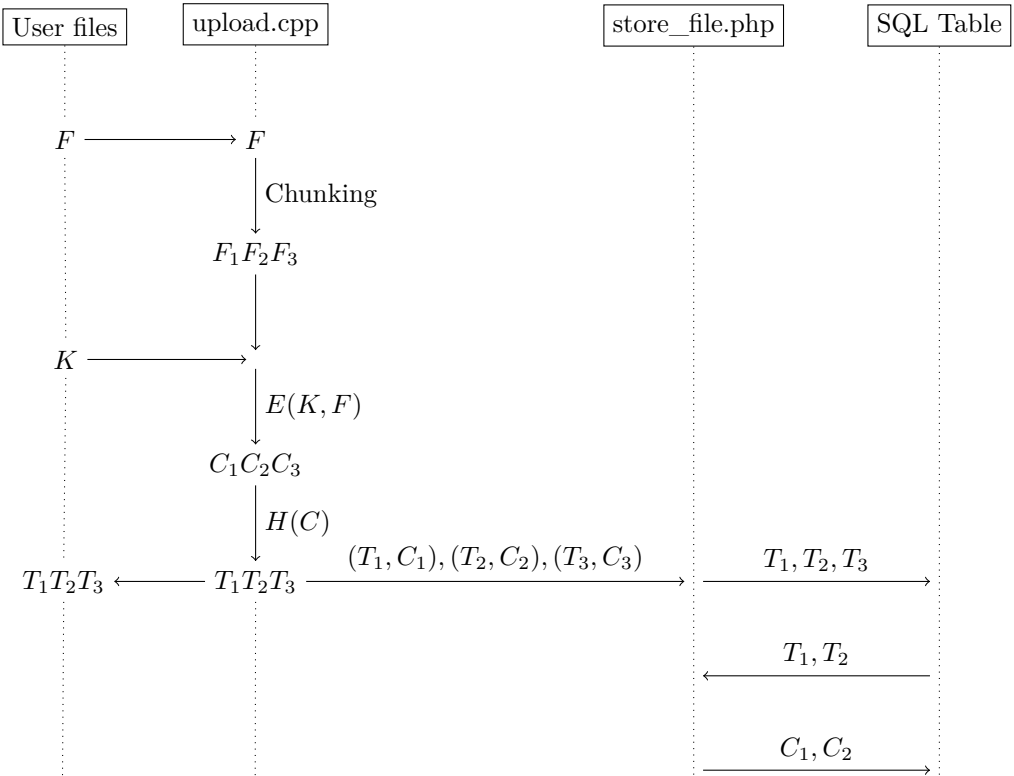 User files upload.cpp store_file.php SQL Table
F F
Chunking
F₁F₂F₃
K
E(K, F)
C₁C₂C₃
H(C)
(T₁, C₁), (T₂, C₂), (T₃, C₃) T₁, T₂, T₃
T₁T₂T₃ T₁T₂T₃
T₁, T₂
C₁, C₂